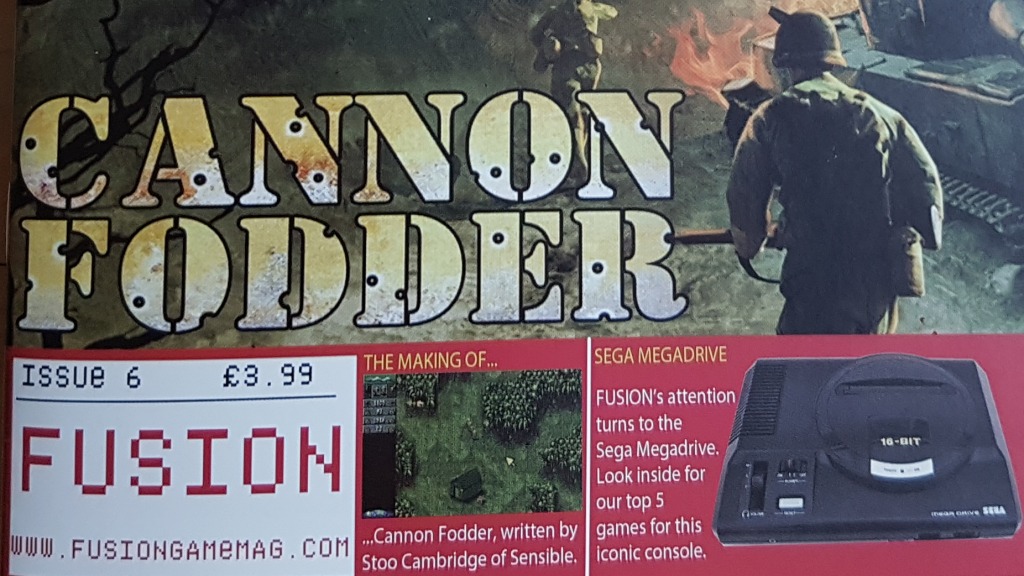 CANNON
FODDER
ISSUe 6 £3.99
FUSION
WWW.FUSIONGAMeMAG.COM
THE MAKING OF...
...Cannon Fodder, written by
Stoo Cambridge of Sensible.
SEGA MEGADRIVE
FUSION's attention
turns to the
Sega Megadrive.
Look inside for
our top 5
games for this
iconic console.
16-BIT
MEGA DRIVE SEGA